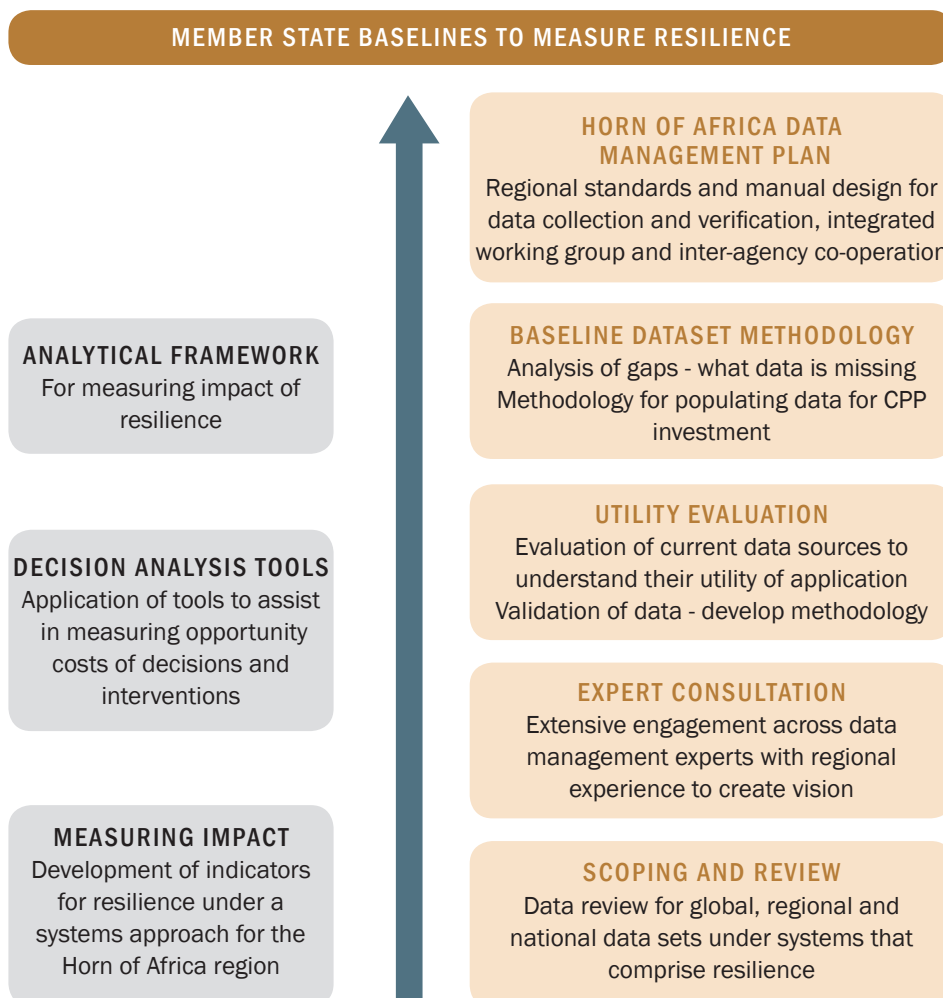 MEMBER STATE BASELINES TO MEASURE RESILIENCE
ANALYTICAL FRAMEWORK
For measuring impact of
resilience
DECISION ANALYSIS TOOLS
Application of tools to assist
in measuring opportunity
costs of decisions and
interventions
MEASURING IMPACT
Development of indicators
for resilience under a
systems approach for the
Horn of Africa region
HORN OF AFRICA DATA
MANAGEMENT PLAN
Regional standards and manual design for
data collection and verification, integrated
working group and inter-agency co-operation
BASELINE DATASET METHODOLOGY
Analysis of gaps - what data is missing
Methodology for populating data for CPP
investment
UTILITY EVALUATION
Evaluation of current data sources to
understand their utility of application
Validation of data - develop methodology
EXPERT CONSULTATION
Extensive engagement across data
management experts with regional
experience to create vision
SCOPING AND REVIEW
Data review for global, regional and
national data sets under systems that
comprise resilience